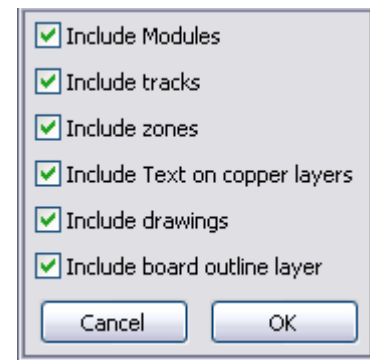 Include Modules
Include tracks
Include zones
Include Text on copper layers
Include drawings
Include board outline layer
Cancel OK